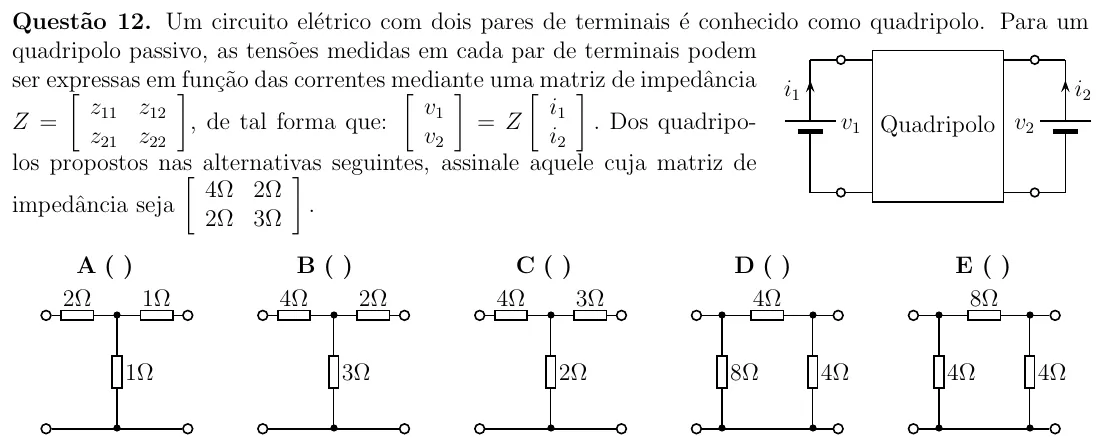 Questão 12. Um circuito elétrico com dois pares de terminais é conhecido como quadripolo. Para um
quadripolo passivo, as tensões medidas em cada par de terminais podem
ser expressas em função das correntes mediante uma matriz de impedância
Z = [ z₁₁ z₁₂ ; z₂₁ z₂₂ ], de tal forma que: [ v₁ ; v₂ ] = Z [ i₁ ; i₂ ]. Dos quadripo-
los propostos nas alternativas seguintes, assinale aquele cuja matriz de
impedância seja [ 4Ω 2Ω ; 2Ω 3Ω ].
i₁ v₁ Quadripolo v₂ i₂
A ( ) B ( ) C ( ) D ( ) E ( )
2Ω 1Ω 4Ω 2Ω 4Ω 3Ω 4Ω 8Ω
1Ω 3Ω 2Ω 8Ω 4Ω 4Ω 4Ω